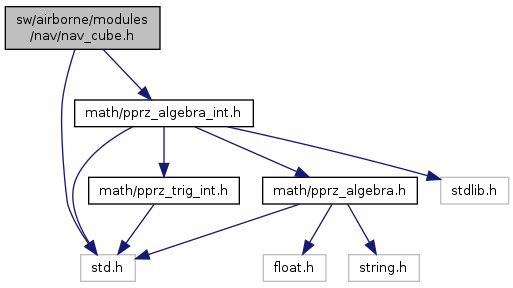 sw/airborne/modules
/nav/nav_cube.h
math/pprz_algebra_int.h
math/pprz_trig_int.h
math/pprz_algebra.h
stdlib.h
std.h
float.h
string.h